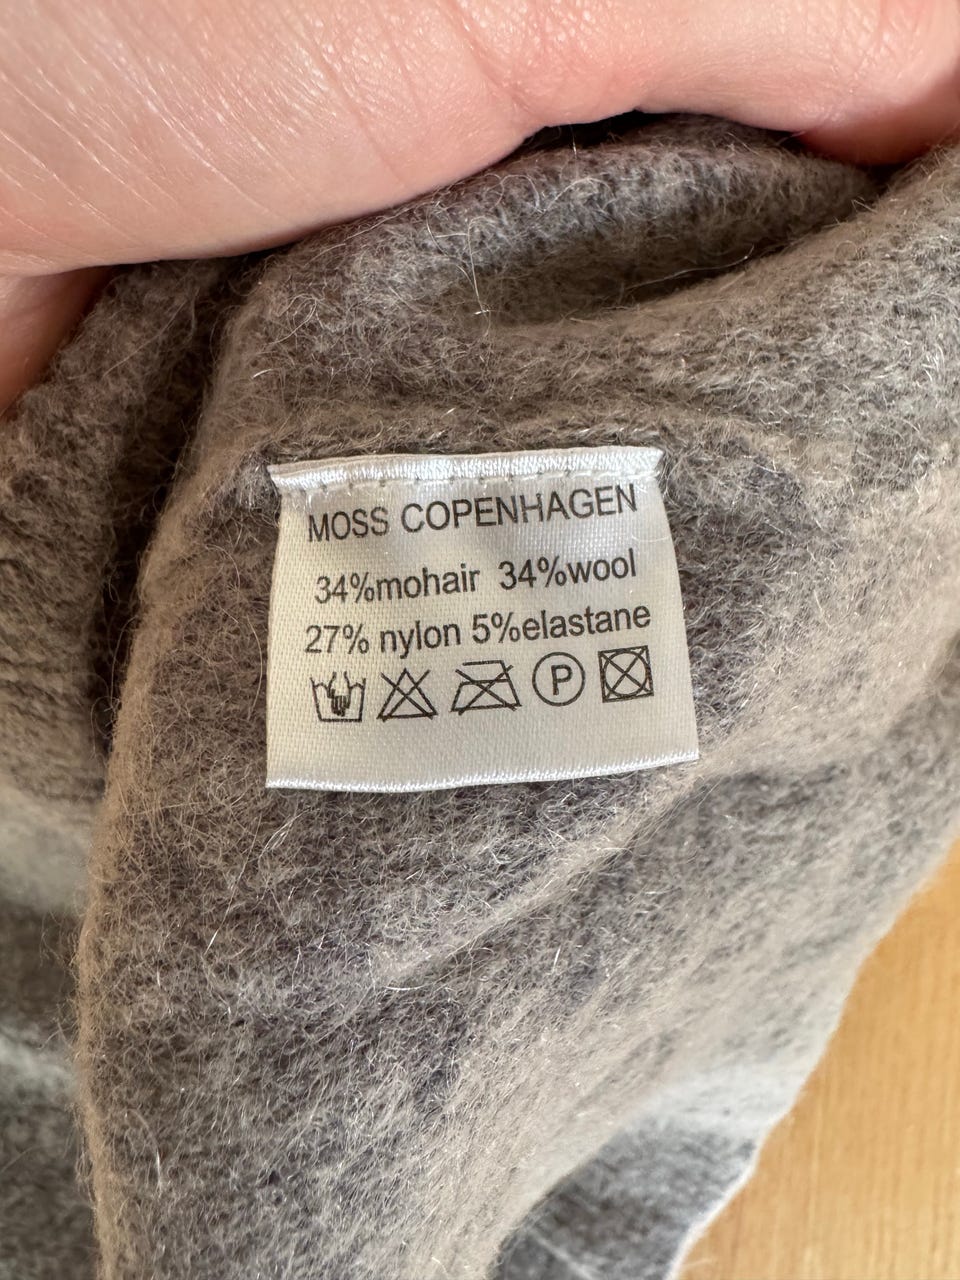 MOSS COPENHAGEN
34%mohair 34%wool
27% nylon 5%elastane
P